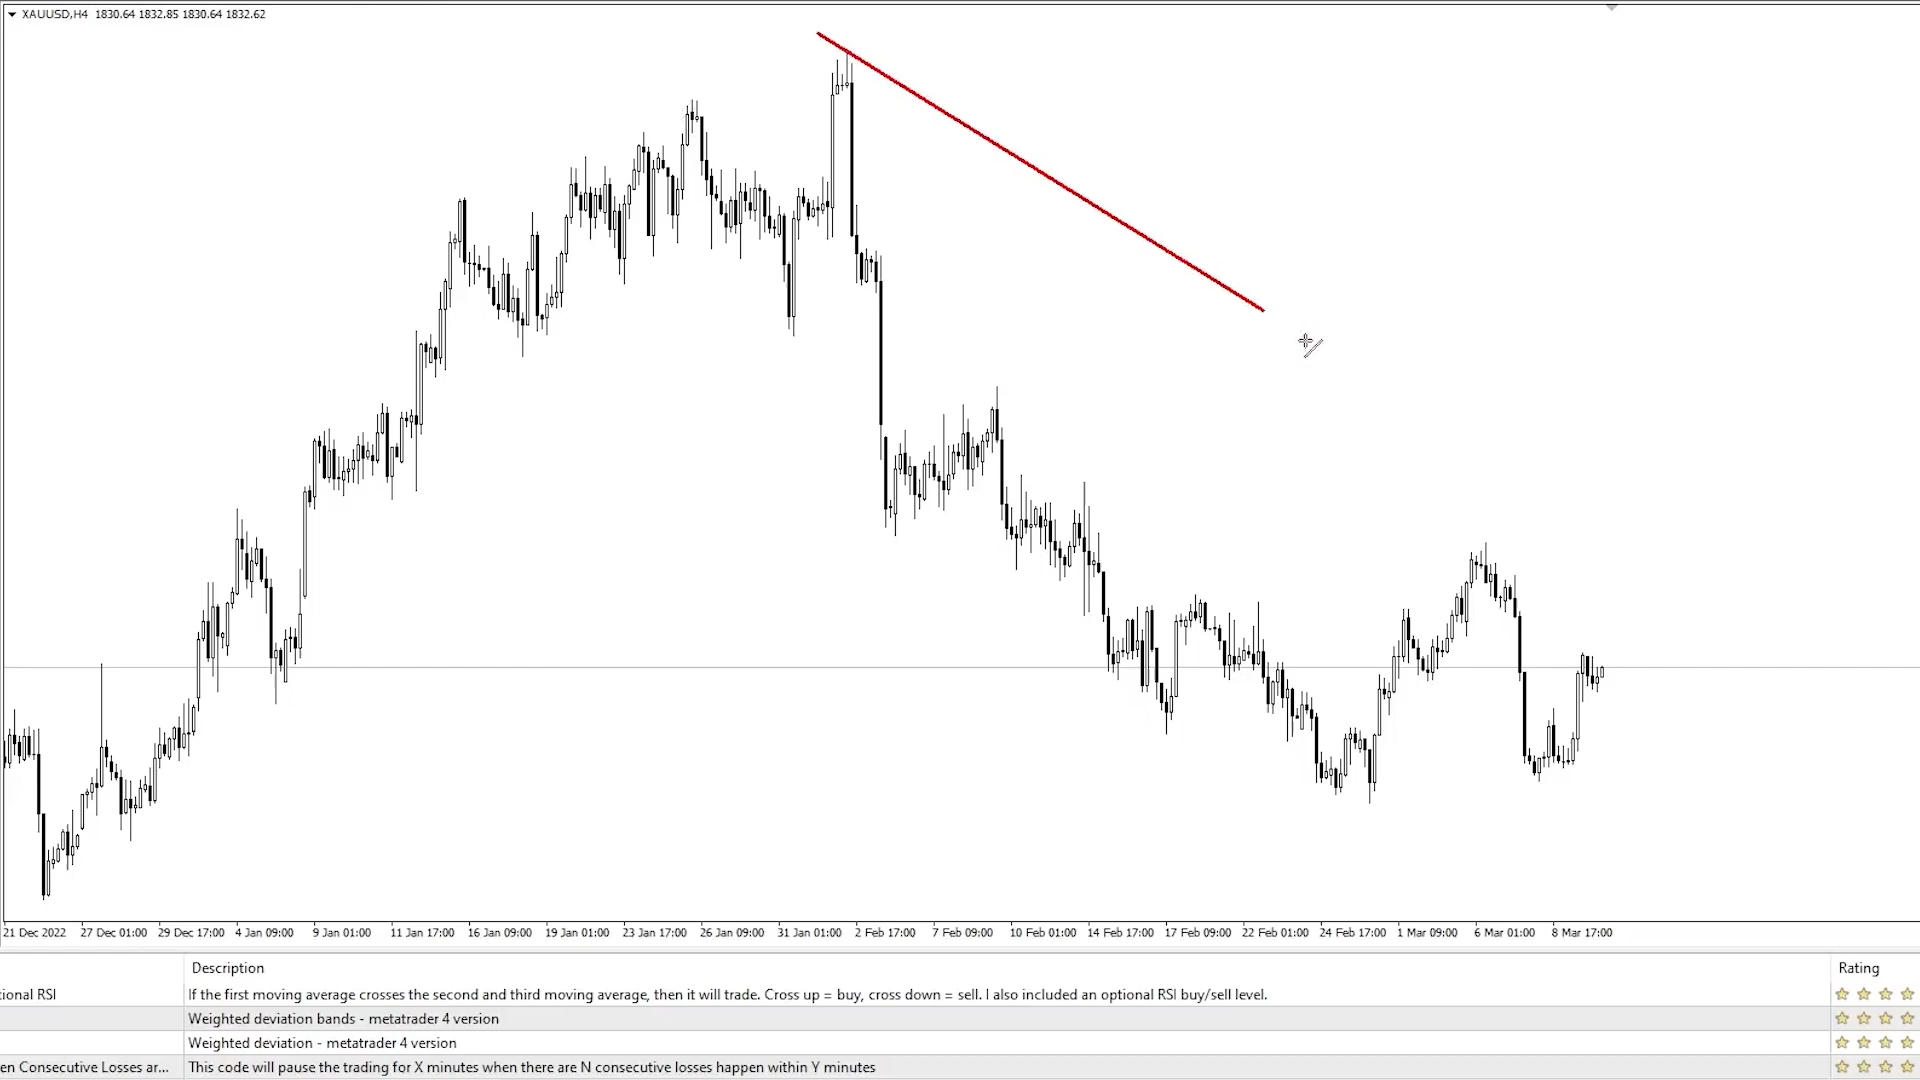 XAUUSD,H4 1830.64 1832.85 1830.64 1832.62
21 Dec 2022 27 Dec 01:00 29 Dec 17:00 4 Jan 09:00 9 Jan 01:00 11 Jan 17:00 16 Jan 09:00 19 Jan 01:00 23 Jan 17:00 26 Jan 09:00 31 Jan 01:00 2 Feb 17:00 7 Feb 09:00 10 Feb 01:00 14 Feb 17:00 17 Feb 09:00 22 Feb 01:00 24 Feb 17:00 1 Mar 09:00 6 Mar 01:00 8 Mar 17:00
Description Rating
ional RSI If the first moving average crosses the second and third moving average, then it will trade. Cross up = buy, cross down = sell. I also included an optional RSI buy/sell level.
Weighted deviation bands - metatrader 4 version
Weighted deviation - metatrader 4 version
en Consecutive Losses ar... This code will pause the trading for X minutes when there are N consecutive losses happen within Y minutes